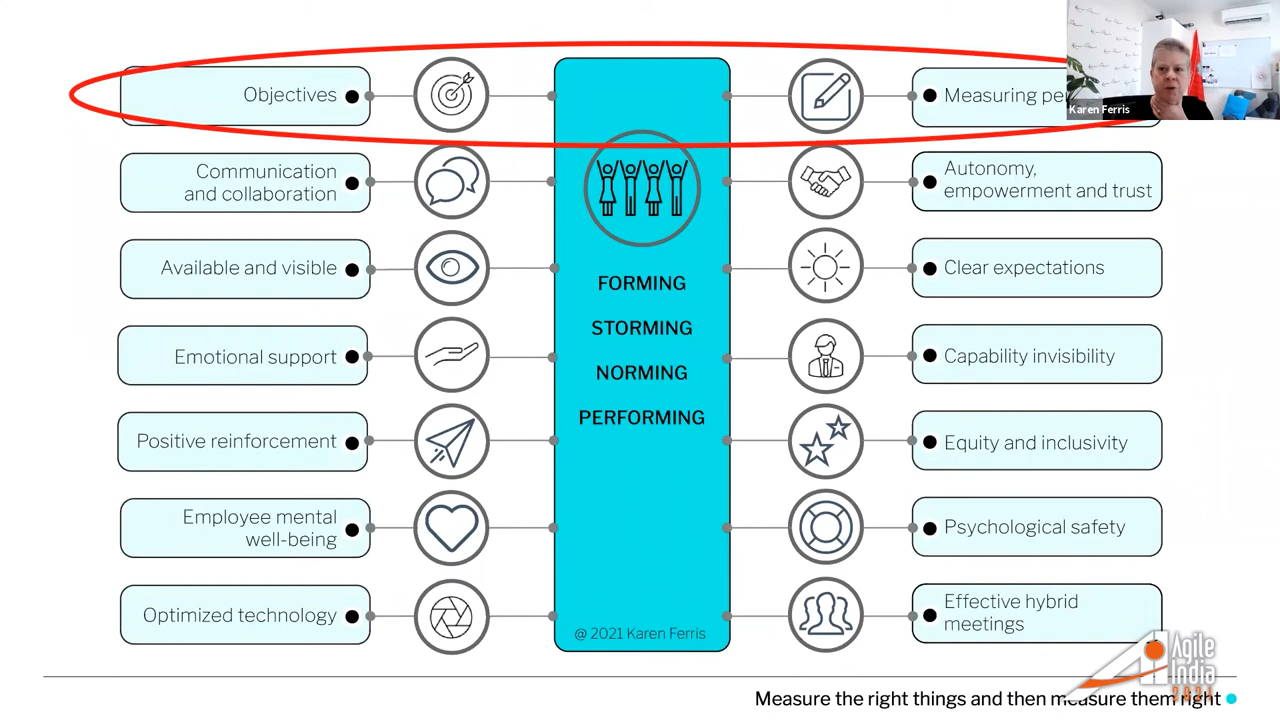 Objectives
Measuring
Karen Ferris
Communication
and collaboration
Autonomy,
empowerment and trust
Available and visible
Clear expectations
Emotional support
Capability invisibility
Positive reinforcement
Equity and inclusivity
Employee mental
well-being
Psychological safety
Optimized technology
Effective hybrid
meetings
FORMING
STORMING
NORMING
PERFORMING
@ 2021 Karen Ferris
Agile
India
2021
Measure the right things and then measure them right